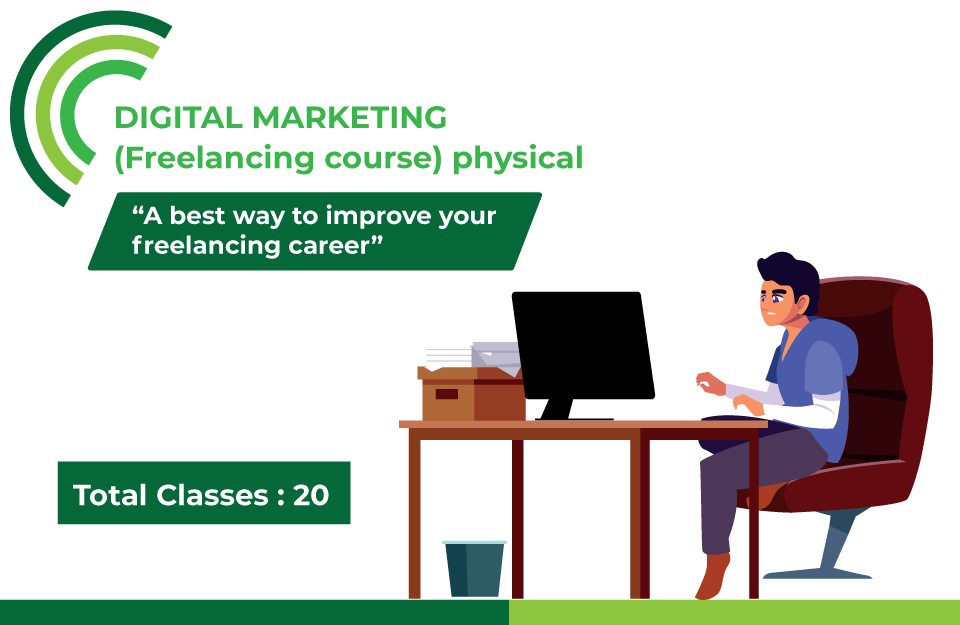 DIGITAL MARKETING
(Freelancing course) physical
“A best way to improve your
freelancing career”
Total Classes : 20